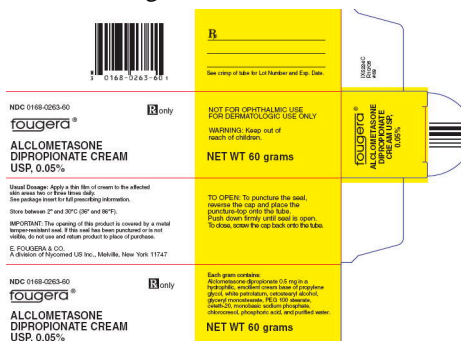 Rx
See crimp of tube for Lot Number and Exp. Date.
3 0168-0263-60 1
NDC 0168-0263-60
Rx only
fougera®
ALCLOMETASONE
DIPROPIONATE CREAM
USP, 0.05%
NOT FOR OPHTHALMIC USE
FOR DERMATOLOGIC USE ONLY
WARNING: Keep out of
reach of children.
NET WT 60 grams
fougera®
ALCLOMETASONE
DIPROPIONATE
CREAM USP,
0.05%
Usual Dosage: Apply a thin film of cream to the affected
skin areas two or three times daily.
See package insert for full prescribing information.
Store between 2° and 30°C (36° and 86°F).
IMPORTANT: The opening of this product is covered by a metal
tamper-resistant seal. If this seal has been punctured or is not
visible, do not use and return product to place of purchase.
E. FOUGERA & CO.
A division of Nycomed US Inc., Melville, New York 11747
TO OPEN: To puncture the seal,
reverse the cap and place the
puncture-top onto the tube.
Push down firmly until seal is open.
To close, screw the cap back onto the tube.
NDC 0168-0263-60
Rx only
fougera®
ALCLOMETASONE
DIPROPIONATE CREAM
USP, 0.05%
Each gram contains:
Alclometasone dipropionate 0.5 mg in a
hydrophilic, emollient cream base of propylene
glycol, white petrolatum, cetostearyl alcohol,
glyceryl monostearate, PEG 100 stearate,
ceteth-20, monobasic sodium phosphate,
chlorocresol, phosphoric acid, and purified water.
NET WT 60 grams